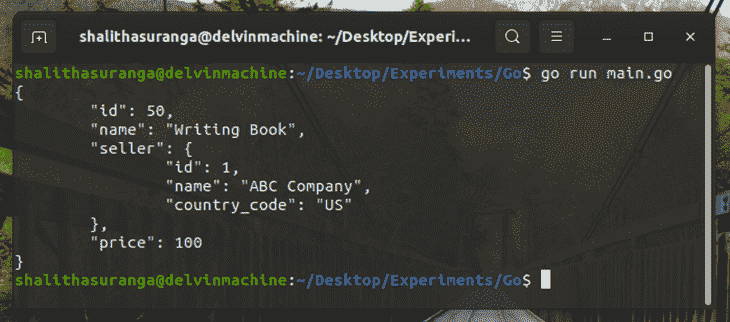 shalithasuranga@delvinmachine: ~/Desktop/Experi...
shalithasuranga@delvinmachine:~/Desktop/Experiments/Go$ go run main.go
{
        "id": 50,
        "name": "Writing Book",
        "seller": {
                "id": 1,
                "name": "ABC Company",
                "country_code": "US"
        },
        "price": 100
}
shalithasuranga@delvinmachine:~/Desktop/Experiments/Go$